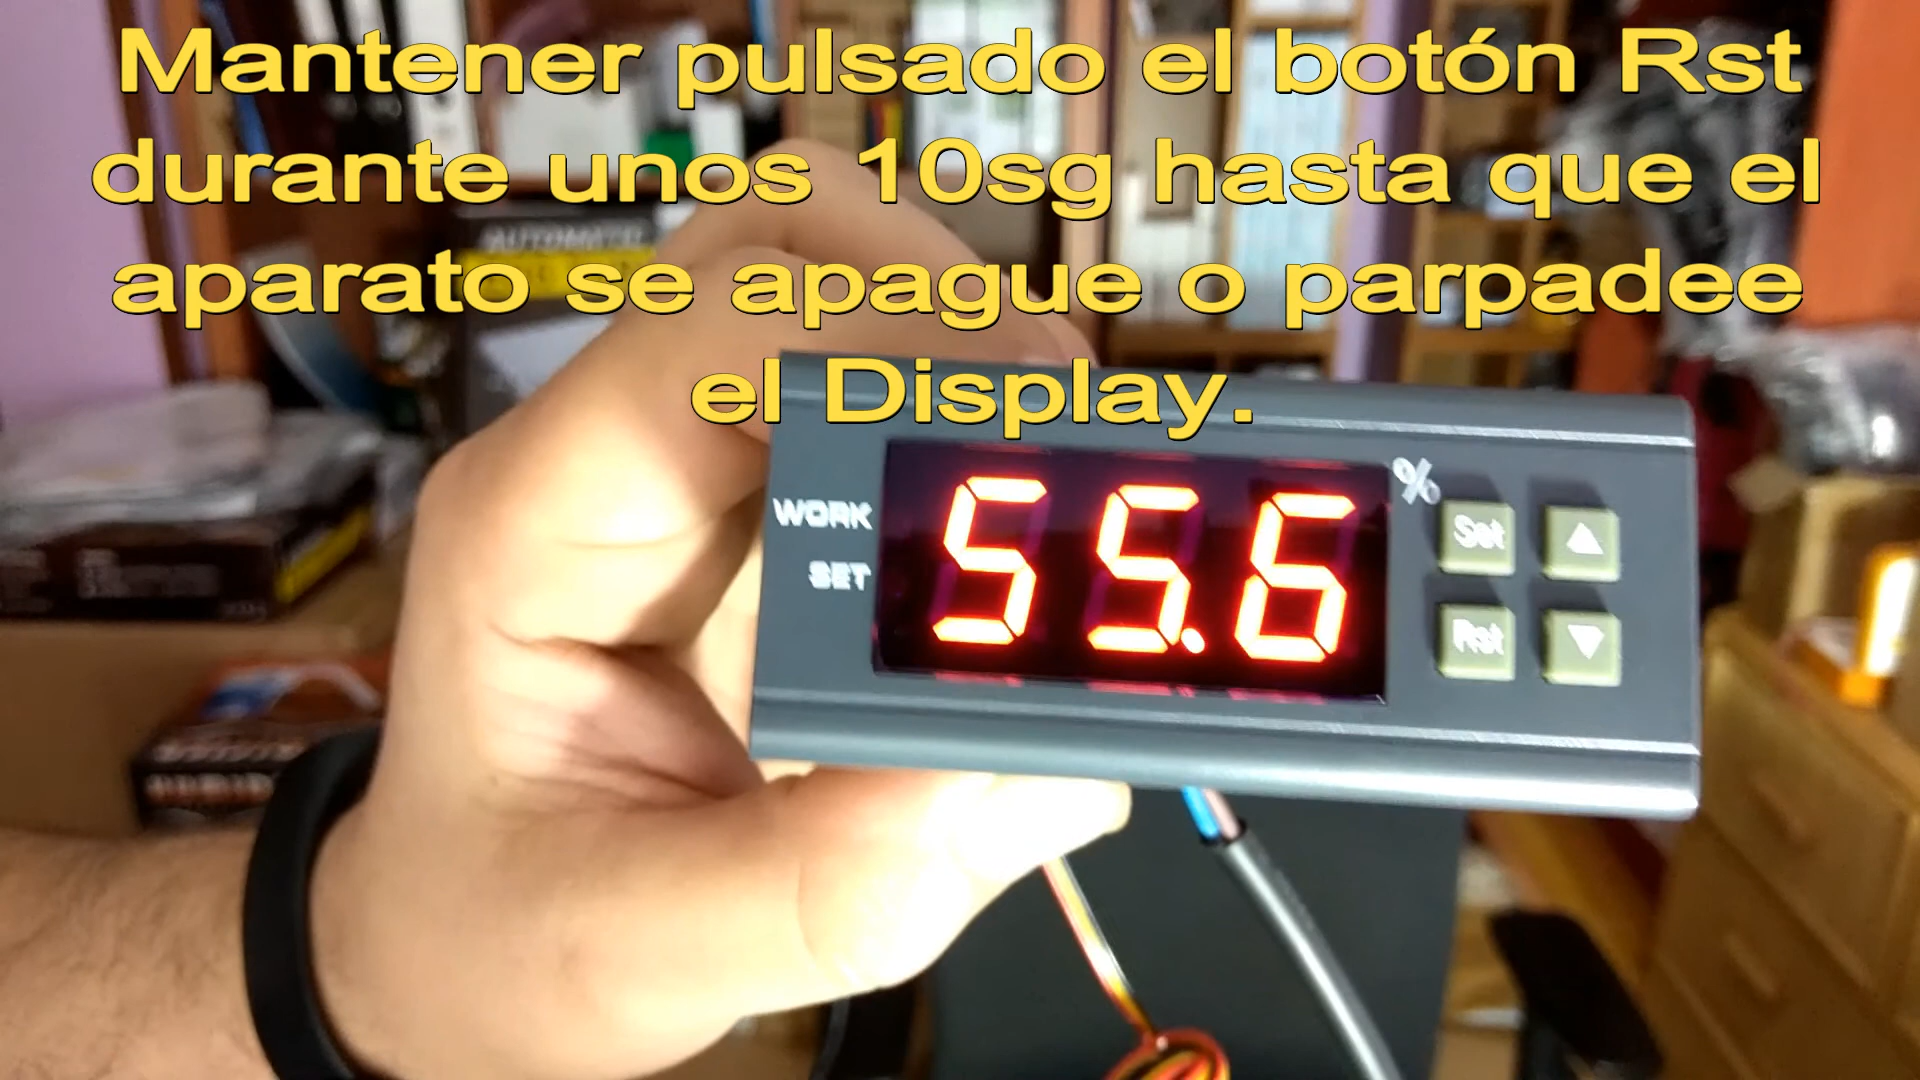 Mantener pulsado el botón Rst
durante unos 10sg hasta que el
aparato se apague o parpadee
el Display.
AUTOMATIC
WORK
SET
55.6
%
Set
Rst